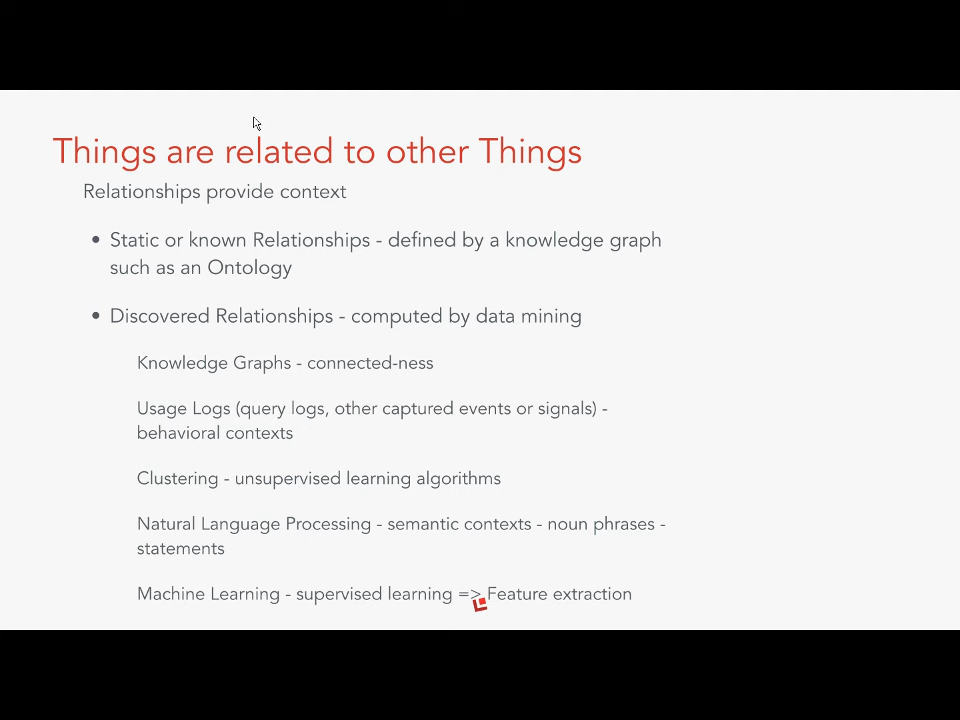 Things are related to other Things
Relationships provide context
• Static or known Relationships - defined by a knowledge graph
such as an Ontology
• Discovered Relationships - computed by data mining
Knowledge Graphs - connected-ness
Usage Logs (query logs, other captured events or signals) -
behavioral contexts
Clustering - unsupervised learning algorithms
Natural Language Processing - semantic contexts - noun phrases -
statements
Machine Learning - supervised learning => Feature extraction